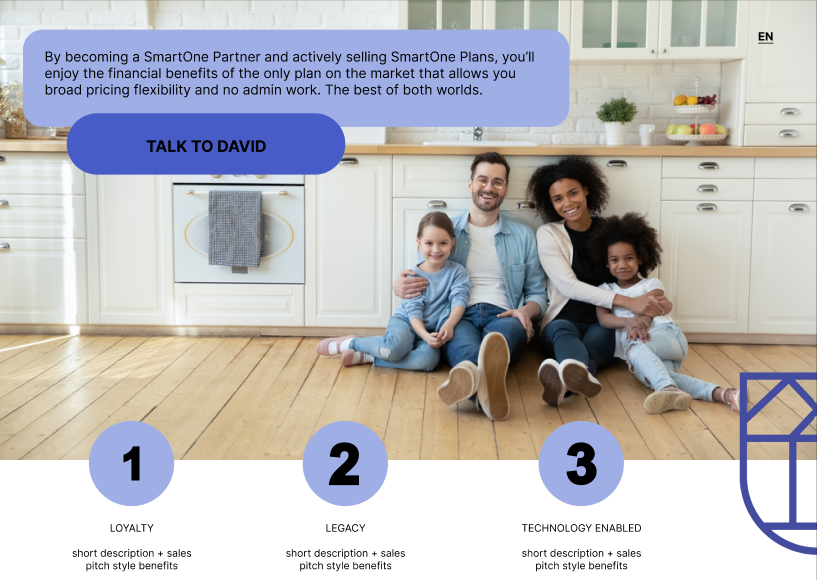 By becoming a SmartOne Partner and actively selling SmartOne Plans, you'll
enjoy the financial benefits of the only plan on the market that allows you
broad pricing flexibility and no admin work. The best of both worlds.
EN
TALK TO DAVID
1
2
3
LOYALTY
LEGACY
TECHNOLOGY ENABLED
short description + sales
pitch style benefits
short description + sales
pitch style benefits
short description + sales
pitch style benefits